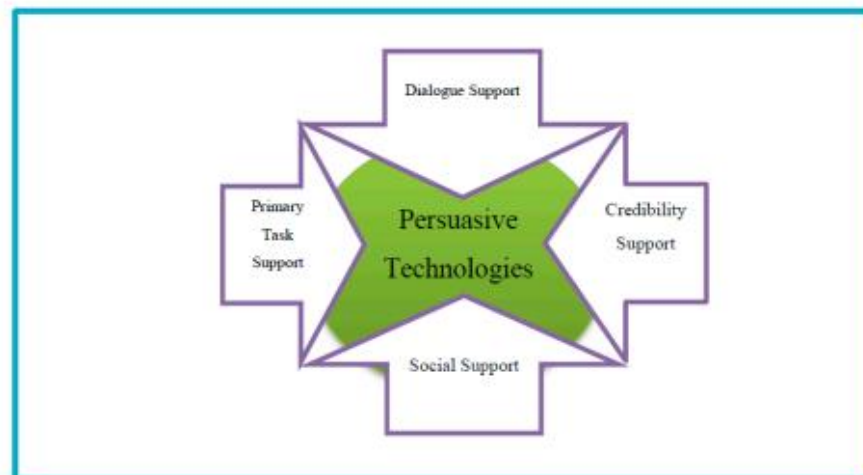 Dialogue Support
Primary
Task
Support
Persuasive
Technologies
Credibility
Support
Social Support